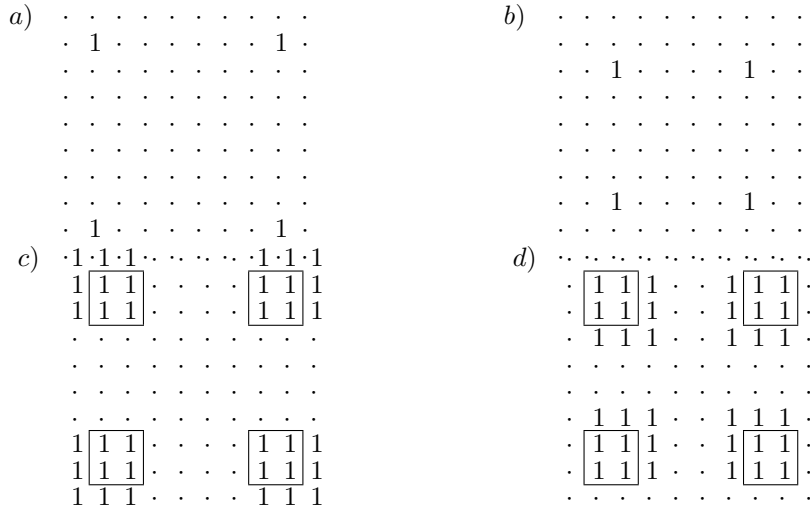 a) . . . . . . . . . . b) . . . . . . . . . .
. 1 . . . . . . 1 . . . . . . . . . . .
. . . . . . . . . . . . 1 . . . . 1 . .
. . . . . . . . . . . . . . . . . . . .
. . . . . . . . . . . . . . . . . . . .
. . . . . . . . . . . . . . . . . . . .
. . . . . . . . . . . . . . . . . . . .
. . . . . . . . . . . . 1 . . . . 1 . .
. 1 . . . . . . 1 . . . . . . . . . . .
c) 1 1 1 . . . . 1 1 1 d) . . . . . . . . . .
1 1 1 . . . . 1 1 1 . 1 1 1 . . 1 1 1 .
1 1 1 . . . . 1 1 1 . 1 1 1 . . 1 1 1 .
. . . . . . . . . . . 1 1 1 . . 1 1 1 .
. . . . . . . . . . . . . . . . . . . .
. . . . . . . . . . . . . . . . . . . .
. . . . . . . . . . . 1 1 1 . . 1 1 1 .
1 1 1 . . . . 1 1 1 . 1 1 1 . . 1 1 1 .
1 1 1 . . . . 1 1 1 . 1 1 1 . . 1 1 1 .
1 1 1 . . . . 1 1 1 . . . . . . . . . .